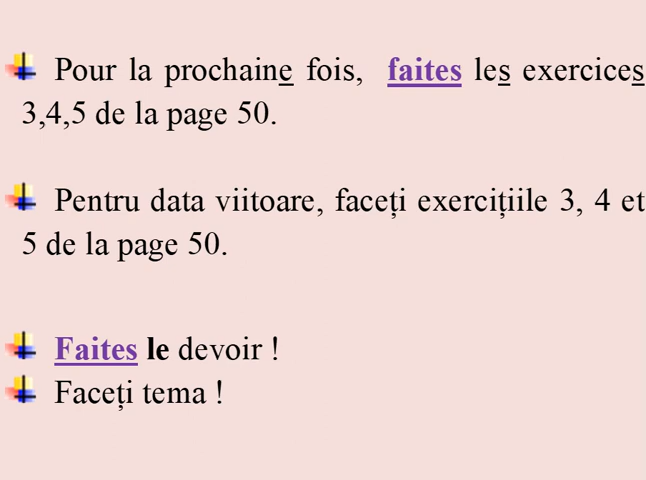 Pour la prochaine fois, faites les exercices
3,4,5 de la page 50.
Pentru data viitoare, faceți exercițiile 3, 4 et
5 de la page 50.
Faites le devoir !
Faceți tema !